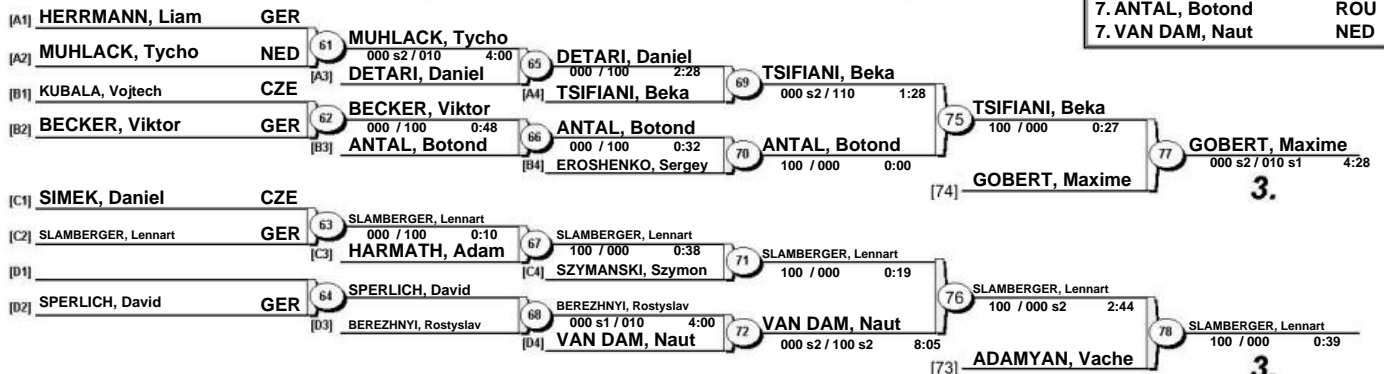 7. ANTAL, Botond ROU
7. VAN DAM, Naut NED
[A1] HERRMANN, Liam GER
61 MUHLACK, Tycho
000 s2 / 010 4:00
[A2] MUHLACK, Tycho NED
[A3] DETARI, Daniel
65 DETARI, Daniel
000 / 100 2:28
[A4] TSIFIANI, Beka
69 TSIFIANI, Beka
000 s2 / 110 1:28
[B1] KUBALA, Vojtech CZE
62 BECKER, Viktor
000 / 100 0:48
[B2] BECKER, Viktor GER
[B3] ANTAL, Botond
66 ANTAL, Botond
000 / 100 0:32
[B4] EROSHENKO, Sergey
70 ANTAL, Botond
100 / 000 0:00
75 TSIFIANI, Beka
100 / 000 0:27
[74] GOBERT, Maxime
77 GOBERT, Maxime
000 s2 / 010 s1 4:28
3.
[C1] SIMEK, Daniel CZE
63 SLAMBERGER, Lennart
000 / 100 0:10
[C2] SLAMBERGER, Lennart GER
[C3] HARMATH, Adam
67 SLAMBERGER, Lennart
100 / 000 0:38
[C4] SZYMANSKI, Szymon
71 SLAMBERGER, Lennart
100 / 000 0:19
[D1]
64 SPERLICH, David
[D2] SPERLICH, David GER
[D3] BEREZHNYI, Rostyslav
68 BEREZHNYI, Rostyslav
000 s1 / 010 4:00
[D4] VAN DAM, Naut
72 VAN DAM, Naut
000 s2 / 100 s2 8:05
76 SLAMBERGER, Lennart
100 / 000 s2 2:44
[73] ADAMYAN, Vache
78 SLAMBERGER, Lennart
100 / 000 0:39
3.